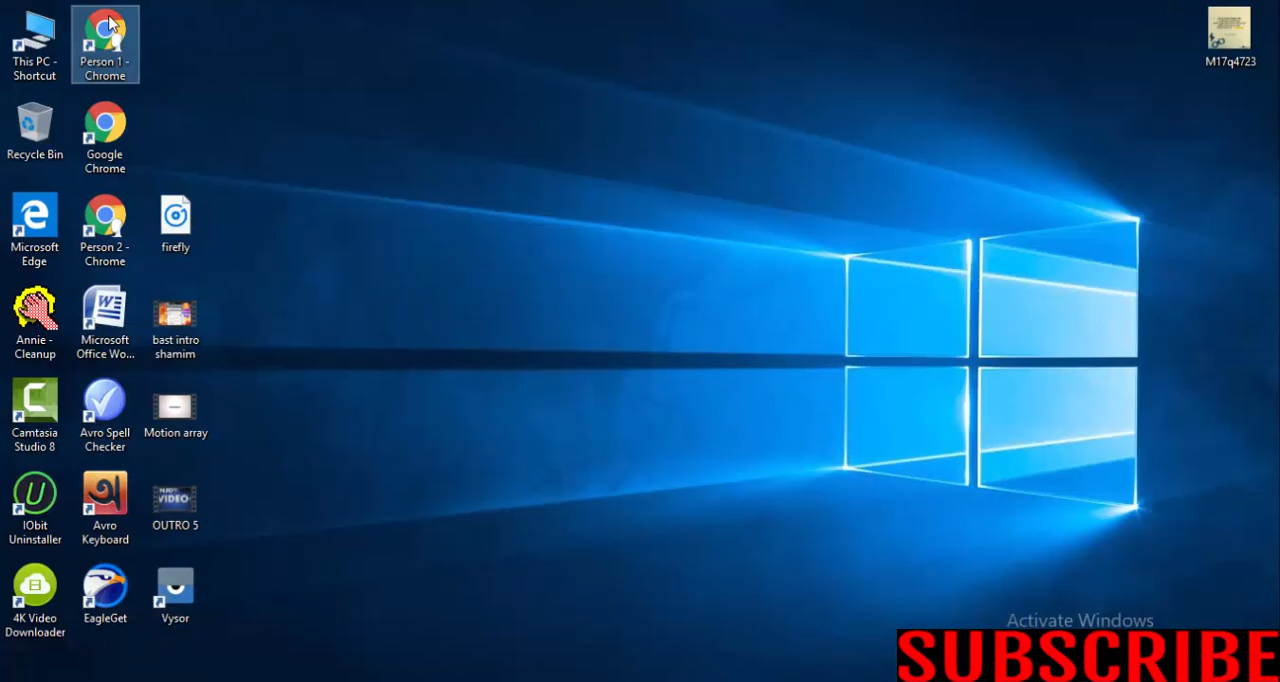 This PC -
Shortcut
Person 1 -
Chrome
M17q4723
Recycle Bin
Google
Chrome
Microsoft
Edge
Person 2 -
Chrome
firefly
Annie -
Cleanup
Microsoft
Office Wo...
bast intro
shamim
Camtasia
Studio 8
Avro Spell
Checker
Motion array
IObit
Uninstaller
Avro
Keyboard
VIDEO
OUTRO 5
4K Video
Downloader
EagleGet
Vysor
Activate Windows
SUBSCRIBE